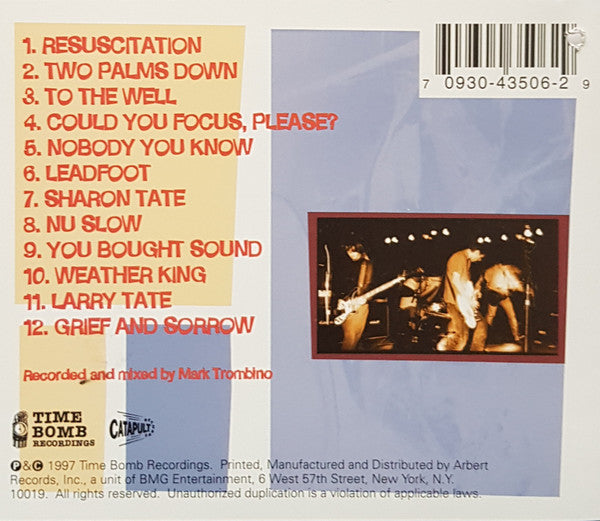 1. RESUSCITATION
2. TWO PALMS DOWN
3. TO THE WELL
4. COULD YOU FOCUS, PLEASE?
5. NOBODY YOU KNOW
6. LEADFOOT
7. SHARON TATE
8. NU SLOW
9. YOU BOUGHT SOUND
10. WEATHER KING
11. LARRY TATE
12. GRIEF AND SORROW
7 0930-43506-2 9
Recorded and mixed by Mark Trombino
TIME
BOMB
RECORDINGS
CATAPULT
℗&© 1997 Time Bomb Recordings. Printed, Manufactured and Distributed by Arbert
Records, Inc., a unit of BMG Entertainment, 6 West 57th Street, New York, N.Y.
10019. All rights reserved. Unauthorized duplication is a violation of applicable laws.